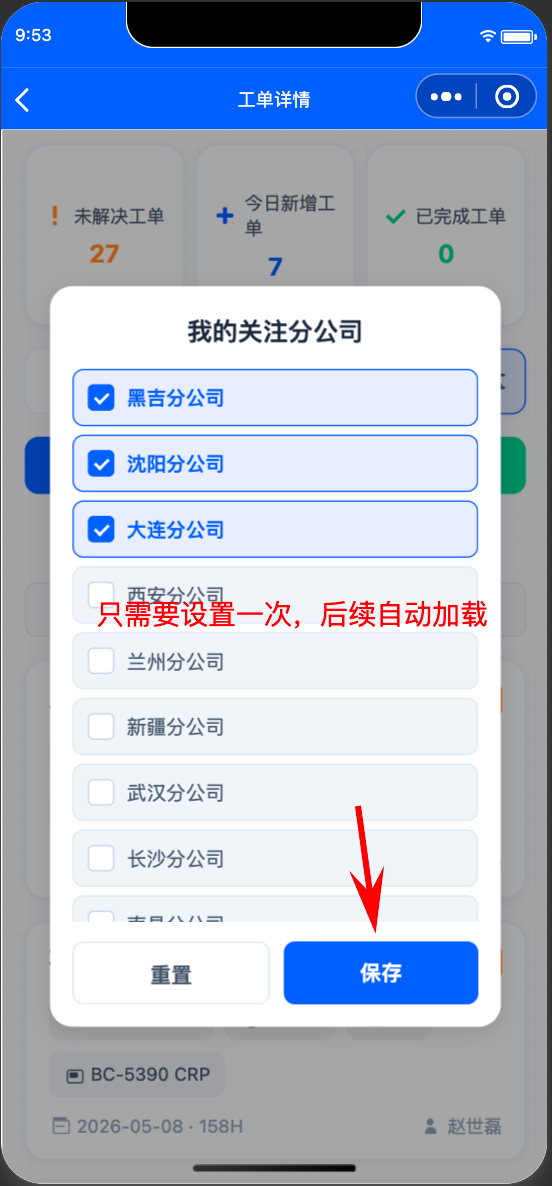 9:53
工单详情
未解决工单
27
今日新增工
单
7
已完成工单
0
我的关注分公司
黑吉分公司
沈阳分公司
大连分公司
西安分公司
只需要设置一次，后续自动加载
兰州分公司
新疆分公司
武汉分公司
长沙分公司
南昌分公司
重置
保存
BC-5390 CRP
2026-05-08 · 158H
赵世磊